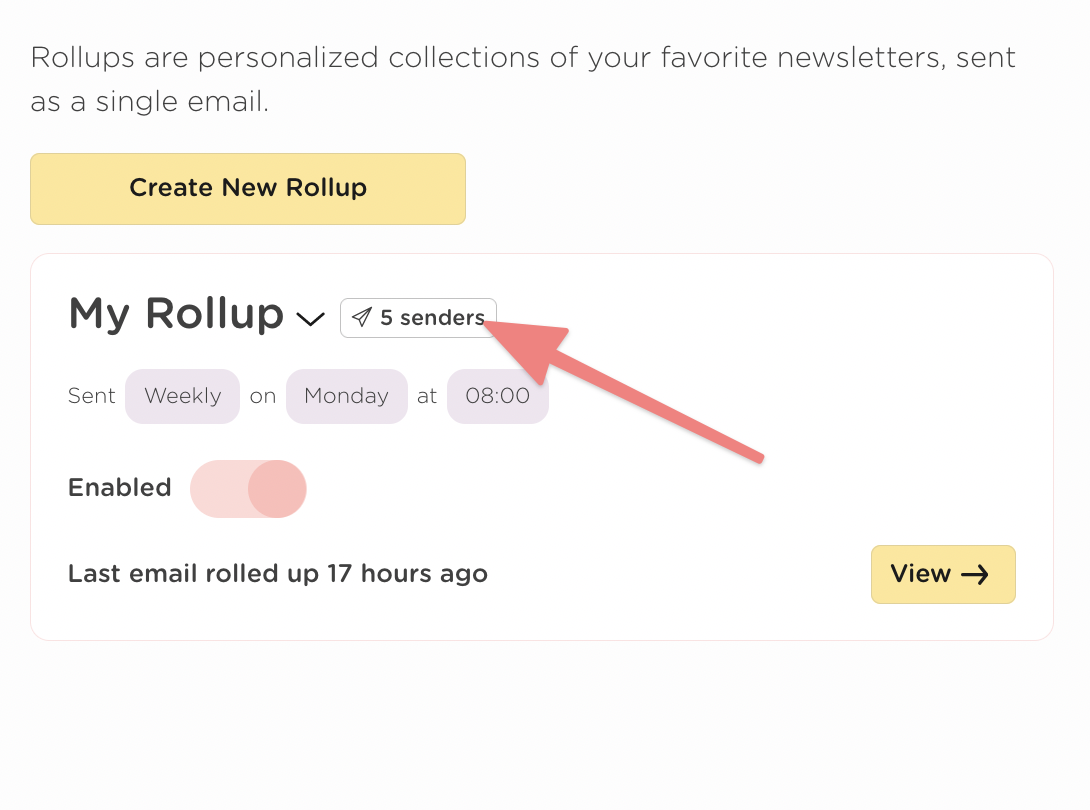 Rollups are personalized collections of your favorite newsletters, sent
as a single email.
Create New Rollup
My Rollup 5 senders
Sent Weekly on Monday at 08:00
Enabled
Last email rolled up 17 hours ago
View